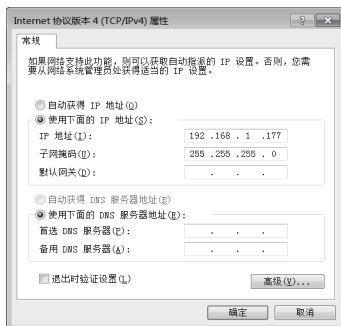 Internet 协议版本 4 (TCP/IPv4) 属性
常规
如果网络支持此功能，则可以获取自动指派的 IP 设置。否则，您需
要从网络系统管理员处获得适当的 IP 设置。
自动获得 IP 地址(O)
使用下面的 IP 地址(S):
IP 地址(I): 192 .168 . 1 .177
子网掩码(U): 255 .255 .255 . 0
默认网关(D): . . .
自动获得 DNS 服务器地址(B)
使用下面的 DNS 服务器地址(E):
首选 DNS 服务器(P): . . .
备用 DNS 服务器(A): . . .
退出时验证设置(L)
高级(V)...
确定 取消